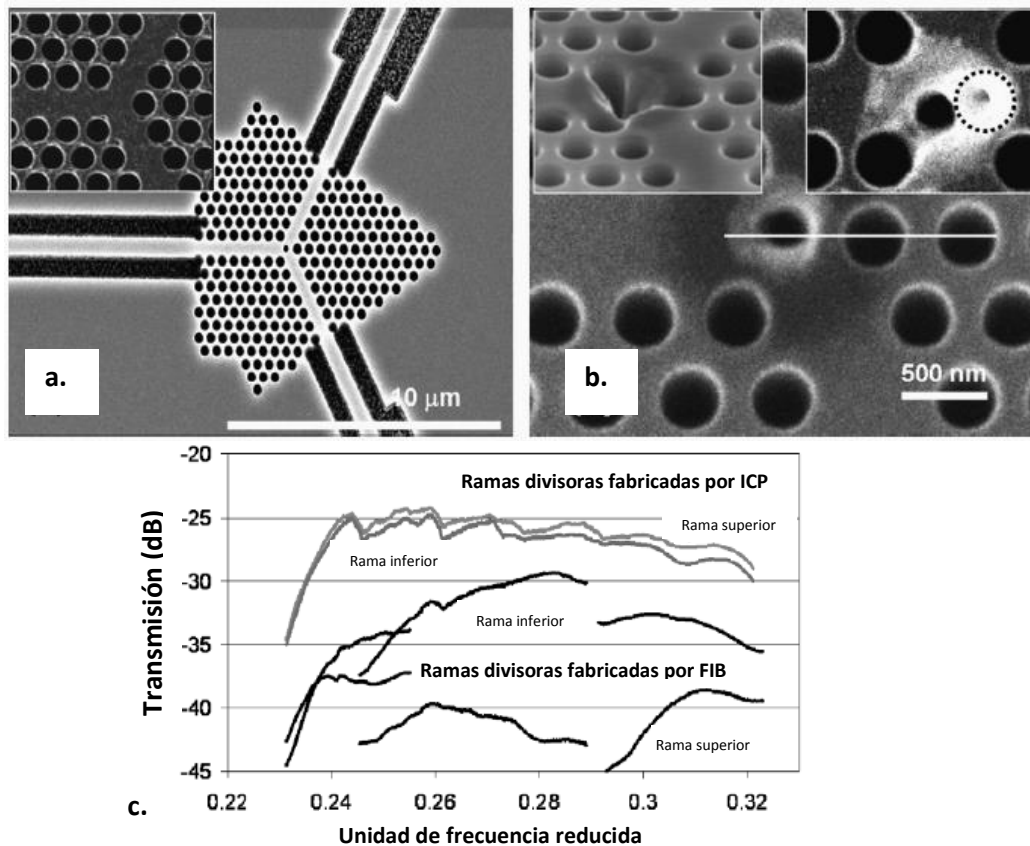 a.
10 μm
b.
500 nm
-20
-25
-30
-35
-40
-45
Transmisión (dB)
Ramas divisoras fabricadas por ICP
Rama superior
Rama inferior
Rama inferior
Ramas divisoras fabricadas por FIB
Rama superior
c.
0.22
0.24
0.26
0.28
0.3
0.32
Unidad de frecuencia reducida